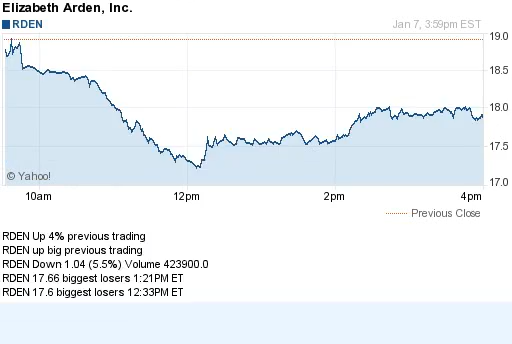 Elizabeth Arden, Inc.
RDEN
Jan 7, 3:59pm EST
19.0
18.5
18.0
17.5
17.0
© Yahoo!
10am 12pm 2pm 4pm
Previous Close
RDEN Up 4% previous trading
RDEN up big previous trading
RDEN Down 1.04 (5.5%) Volume 423900.0
RDEN 17.66 biggest losers 1:21PM ET
RDEN 17.6 biggest losers 12:33PM ET